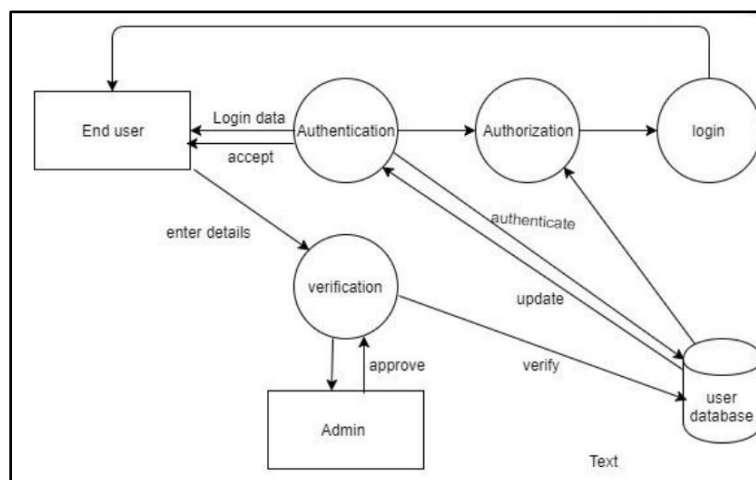 Login data
End user
Authentication
Authorization
login
accept
authenticate
enter details
verification
update
approve
verify
user
database
Admin
Text